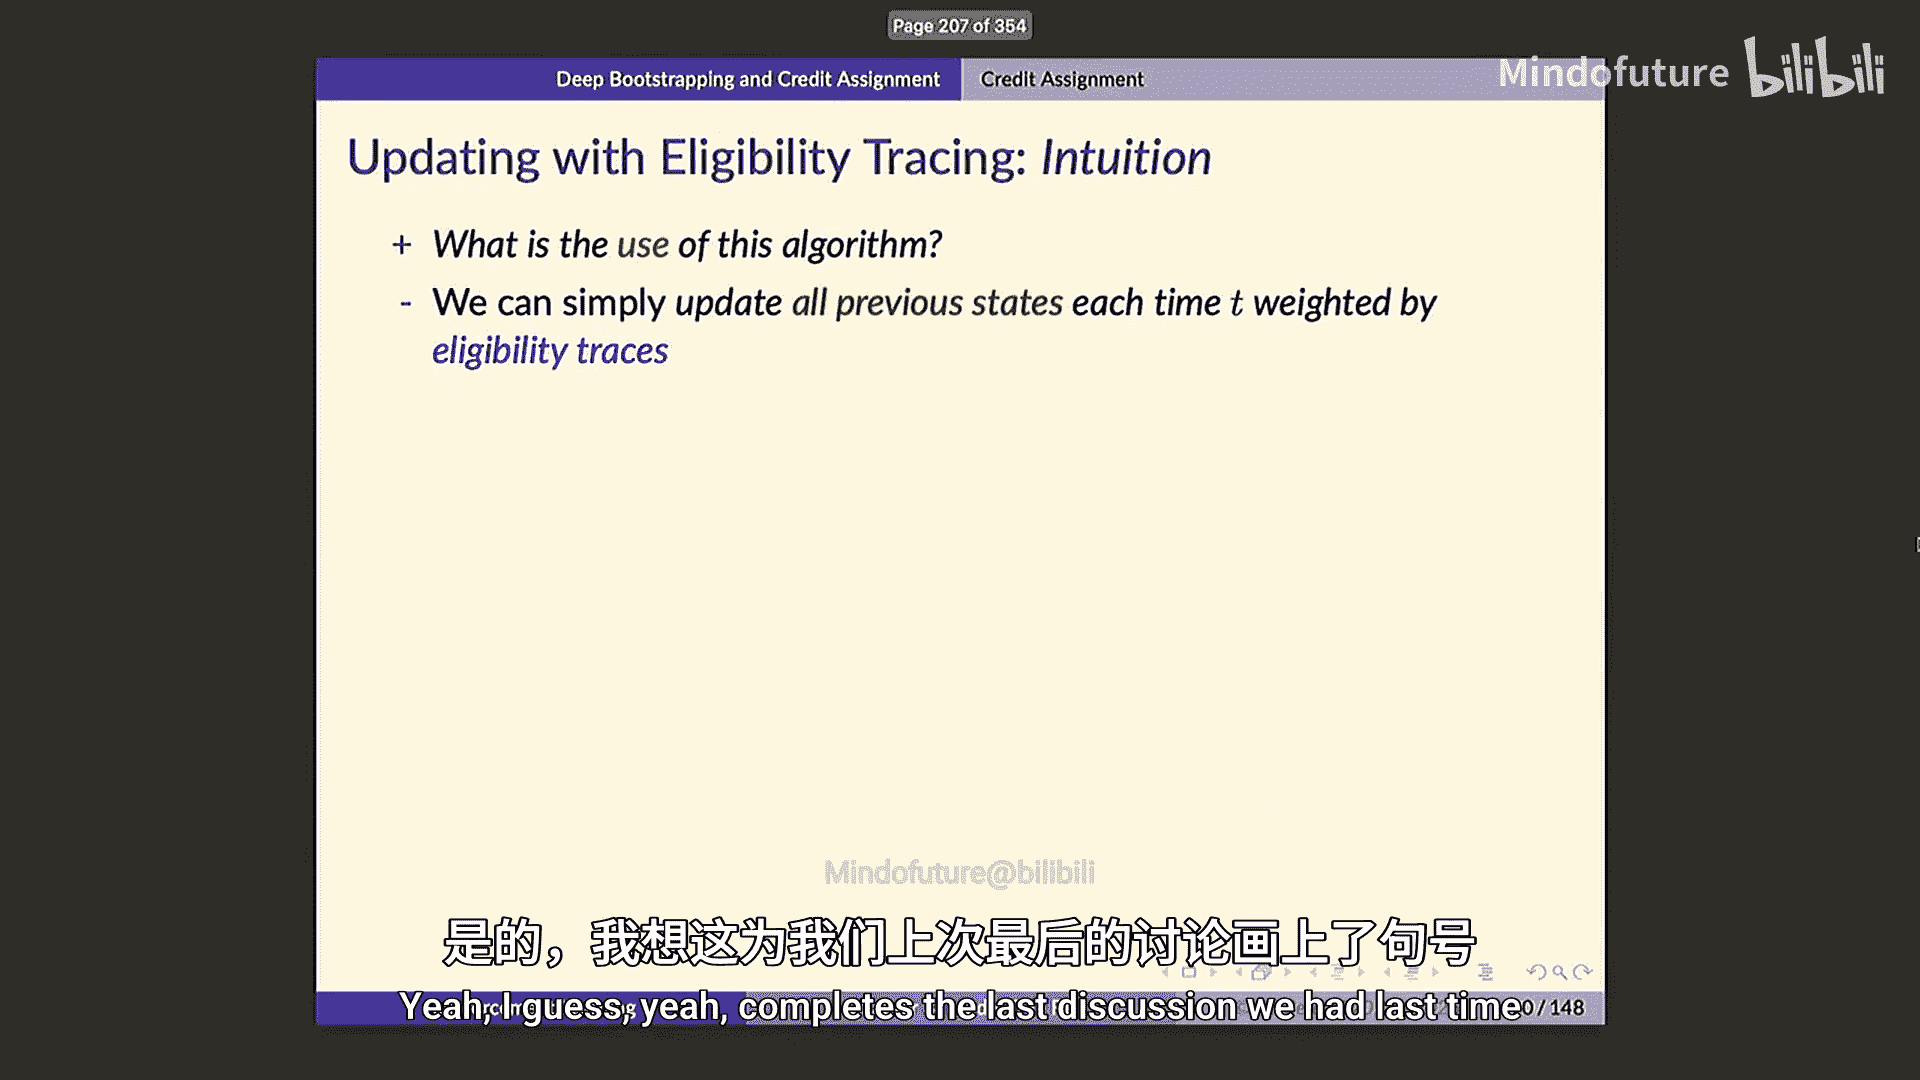 Page 207 of 354
Mindofuture bilibili
Deep Bootstrapping and Credit Assignment Credit Assignment
Updating with Eligibility Tracing: Intuition
+ What is the use of this algorithm?
- We can simply update all previous states each time t weighted by
eligibility traces
Mindofuture@bilibili
是的，我想这为我们上次最后的讨论画上了句号
Yeah, I guess, yeah, completes the last discussion we had last time
/ 148